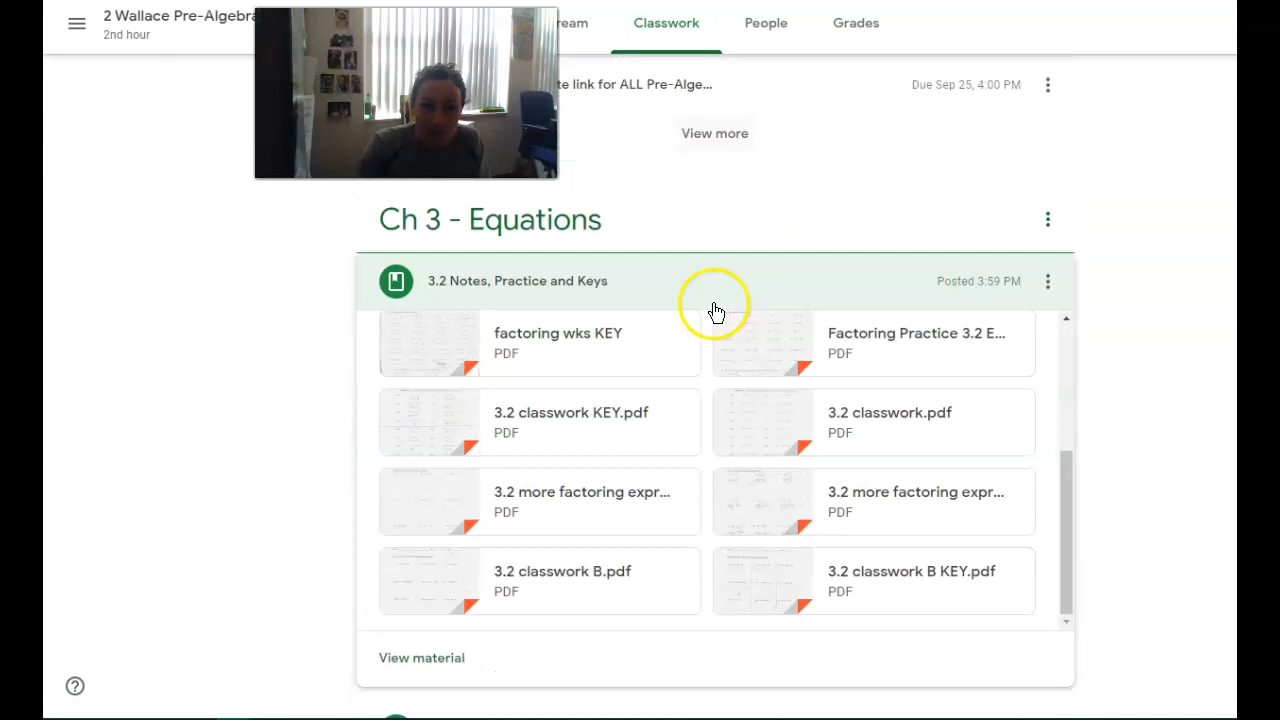 2 Wallace Pre-Algebra
2nd hour
ream
Classwork
People
Grades
te link for ALL Pre-Alge...
Due Sep 25, 4:00 PM
View more
Ch 3 - Equations
3.2 Notes, Practice and Keys
Posted 3:59 PM
factoring wks KEY
PDF
Factoring Practice 3.2 E...
PDF
3.2 classwork KEY.pdf
PDF
3.2 classwork.pdf
PDF
3.2 more factoring expr...
PDF
3.2 more factoring expr...
PDF
3.2 classwork B.pdf
PDF
3.2 classwork B KEY.pdf
PDF
View material